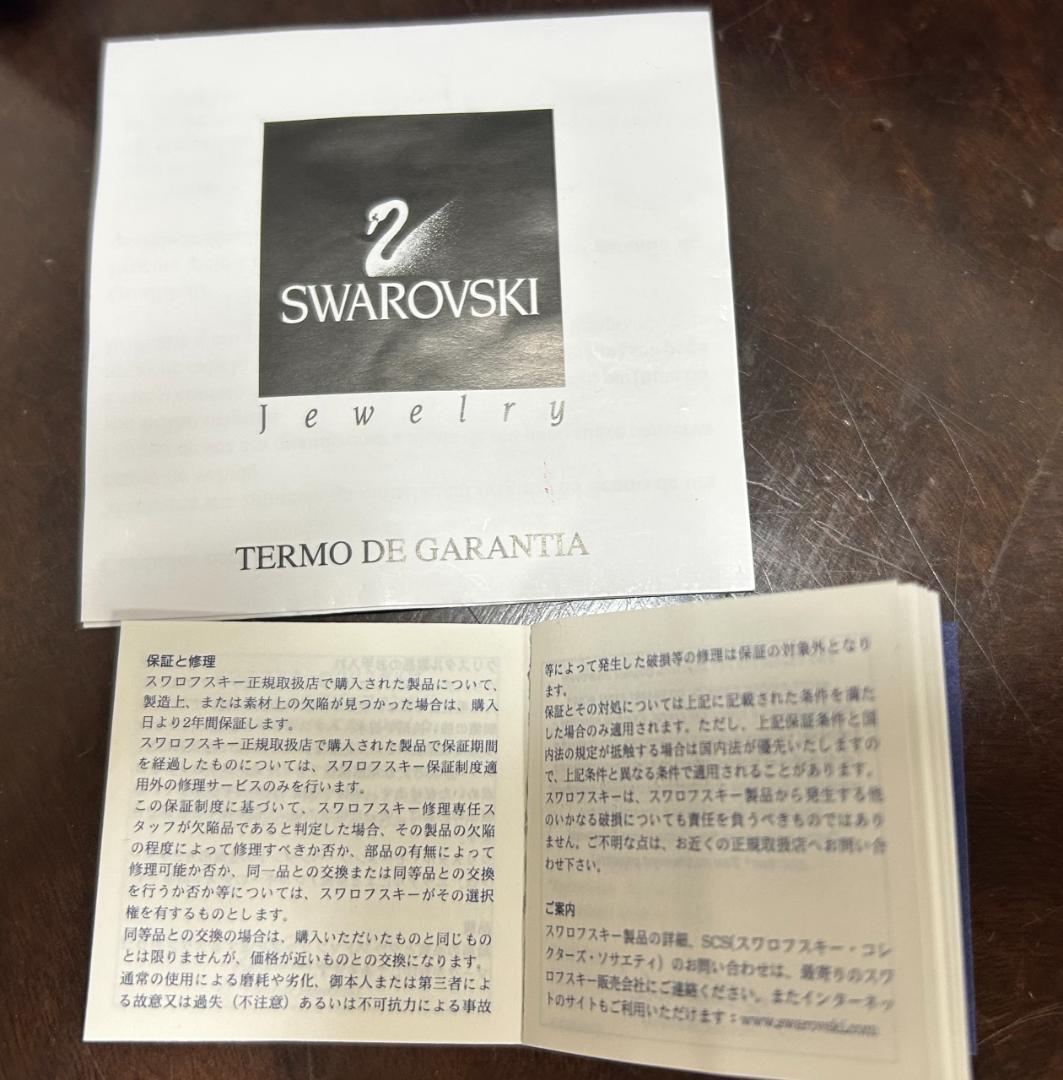 SWAROVSKI
Jewelry
TERMO DE GARANTIA
保証と修理
スワロフスキー正規取扱店で購入された製品について、
製造上、または素材上の欠陥が見つかった場合は、購入
日より2年間保証します。
スワロフスキー正規取扱店で購入された製品で保証期間
を経過したものについては、スワロフスキー保証制度適
用外の修理サービスのみを行います。
この保証制度に基づいて、スワロフスキー修理専任ス
タッフが欠陥品であると判定した場合、その製品の欠陥
の程度によって修理すべきか否か、部品の有無によって
修理可能か否か、同一品との交換または同等品との交換
を行うか否か等については、スワロフスキーがその選択
権を有するものとします。
同等品との交換の場合は、購入いただいたものと同じもの
とは限りませんが、価格が近いものとの交換になります。
通常の使用による磨耗や劣化、御本人または第三者によ
る故意又は過失（不注意）あるいは不可抗力による事故
等によって発生した破損等の修理は保証の対象外となり
ます。
保証とその対処については上記に記載された条件を満た
した場合のみ適用されます。ただし、上記保証条件と国
内法の規定が抵触する場合は国内法が優先いたしますの
で、上記条件と異なる条件で適用されることがあります。
スワロフスキーは、スワロフスキー製品から発生する他
のいかなる破損についても責任を負うべきものではあり
ません。ご不明な点は、お近くの正規取扱店へお問い合
わせ下さい。
ご案内
スワロフスキー製品の詳細、SCS(スワロフスキー・コレ
クターズ・ソサエティ）のお問い合わせは、最寄りのスワ
ロフスキー販売会社にご連絡ください。またインターネッ
トのサイトもご利用いただけます：www.swarovski.com